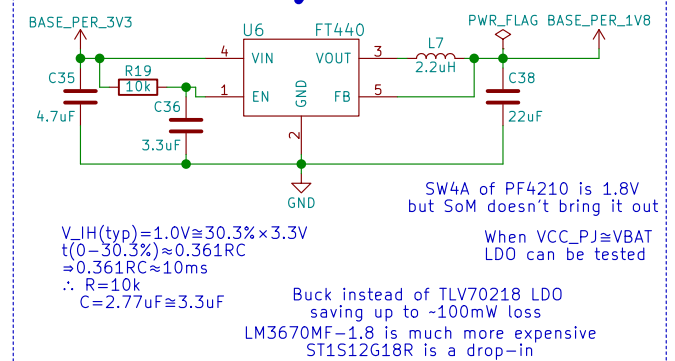 BASE_PER_3V3
PWR_FLAG BASE_PER_1V8
U6 FT440
4 VIN VOUT 3 L7
2.2uH
C35 R19
10k
C38
4.7uF C36 1 EN GND FB 5 22uF
3.3uF 2
GND
SW4A of PF4210 is 1.8V
but SoM doesn't bring it out
V_IH(typ)=1.0V≅30.3%×3.3V
t(0-30.3%)≈0.361RC
⇒0.361RC≈10ms
∴ R=10k
C=2.77uF≅3.3uF
When VCC_PJ≅VBAT
LDO can be tested
Buck instead of TLV70218 LDO
saving up to ~100mW loss
LM3670MF-1.8 is much more expensive
ST1S12G18R is a drop-in